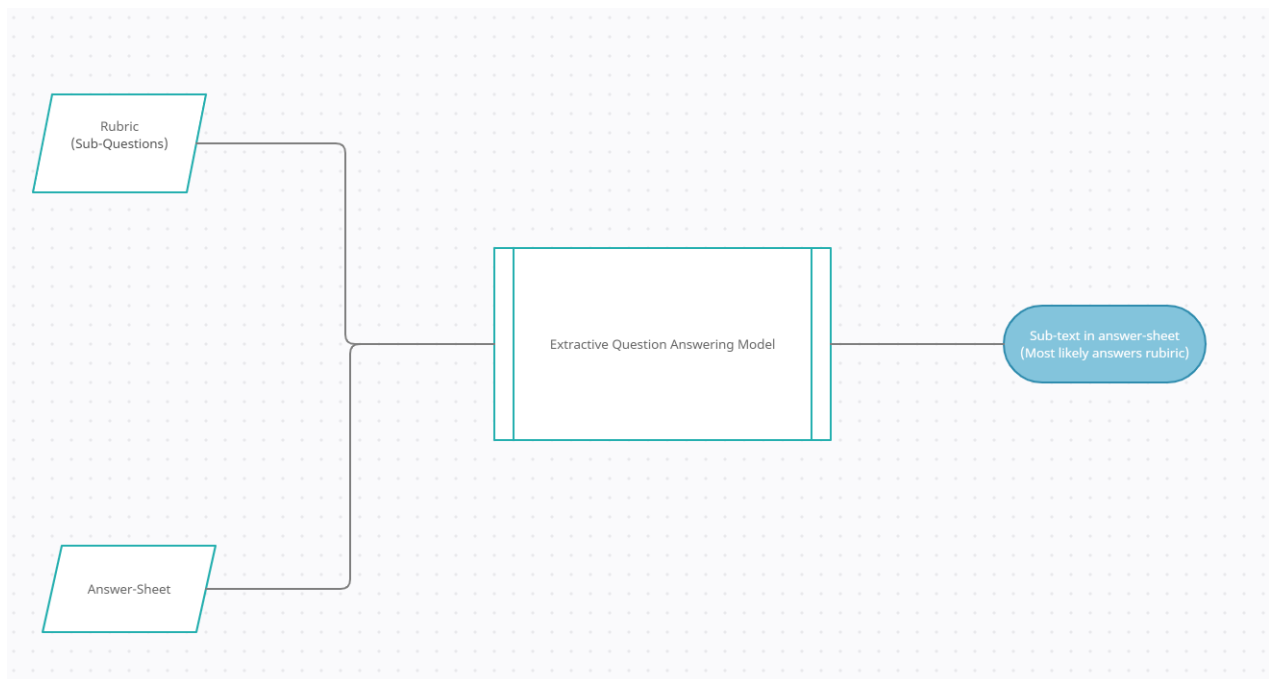 Rubric
(Sub-Questions)
Extractive Question Answering Model
Sub-text in answer-sheet
(Most likely answers rubiric)
Answer-Sheet